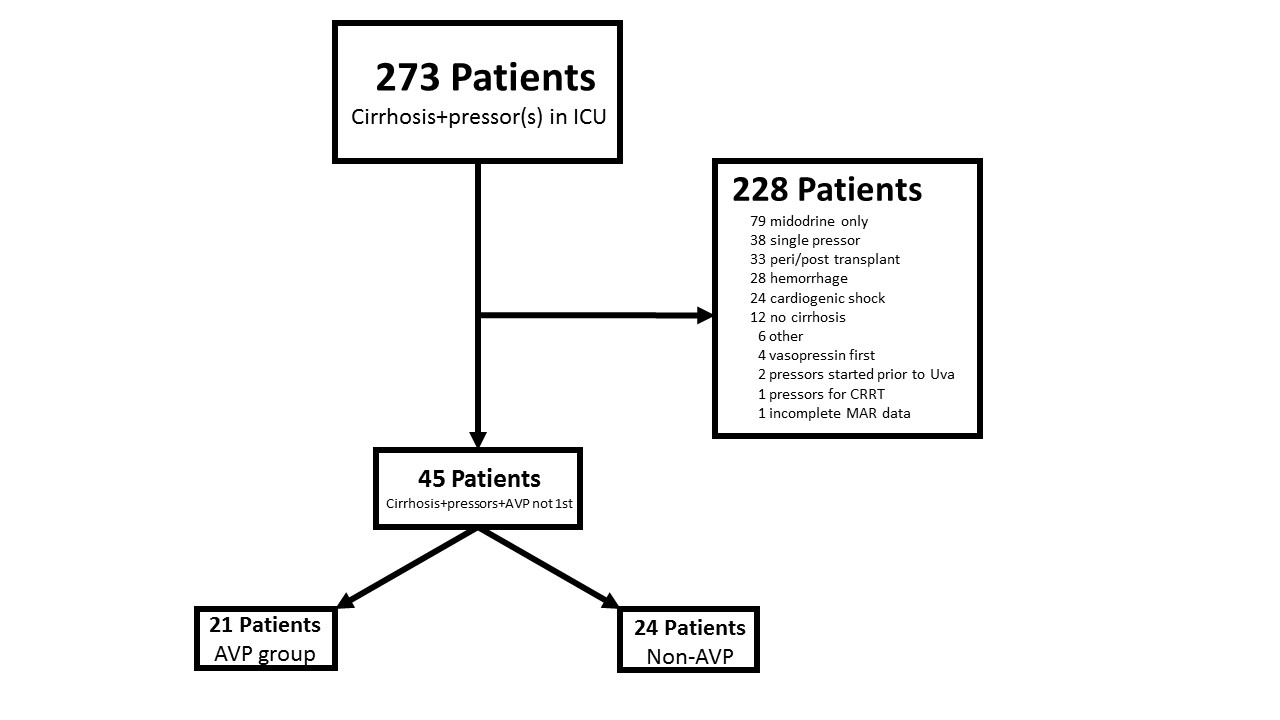 273 Patients
Cirrhosis+pressor(s) in ICU
228 Patients
79 midodrine only
38 single pressor
33 peri/post transplant
28 hemorrhage
24 cardiogenic shock
12 no cirrhosis
6 other
4 vasopressin first
2 pressors started prior to Uva
1 pressors for CRRT
1 incomplete MAR data
45 Patients
Cirrhosis+pressors+AVP not 1st
21 Patients
AVP group
24 Patients
Non-AVP